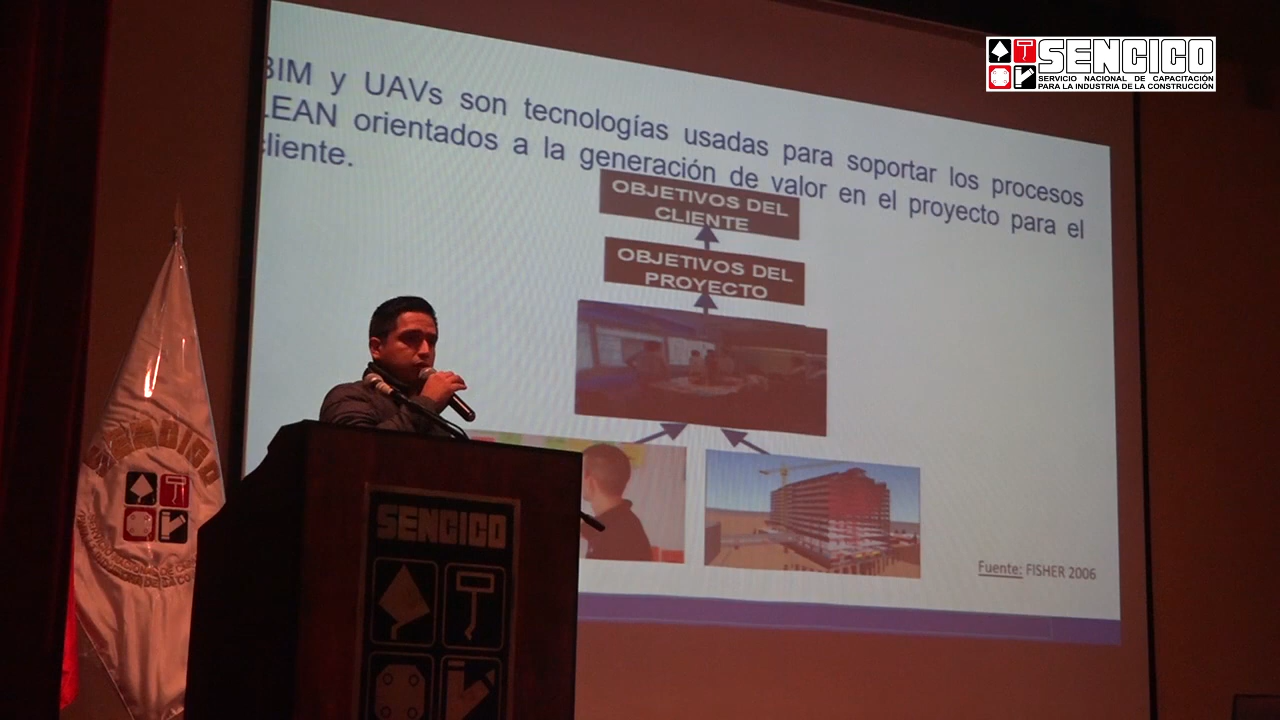 SENCICO
SERVICIO NACIONAL DE CAPACITACIÓN
PARA LA INDUSTRIA DE LA CONSTRUCCIÓN
BIM y UAVs son tecnologías usadas para soportar los procesos
LEAN orientados a la generación de valor en el proyecto para el
cliente.
OBJETIVOS DEL
CLIENTE
OBJETIVOS DEL
PROYECTO
Fuente: FISHER 2006
SENCICO
SENCICO